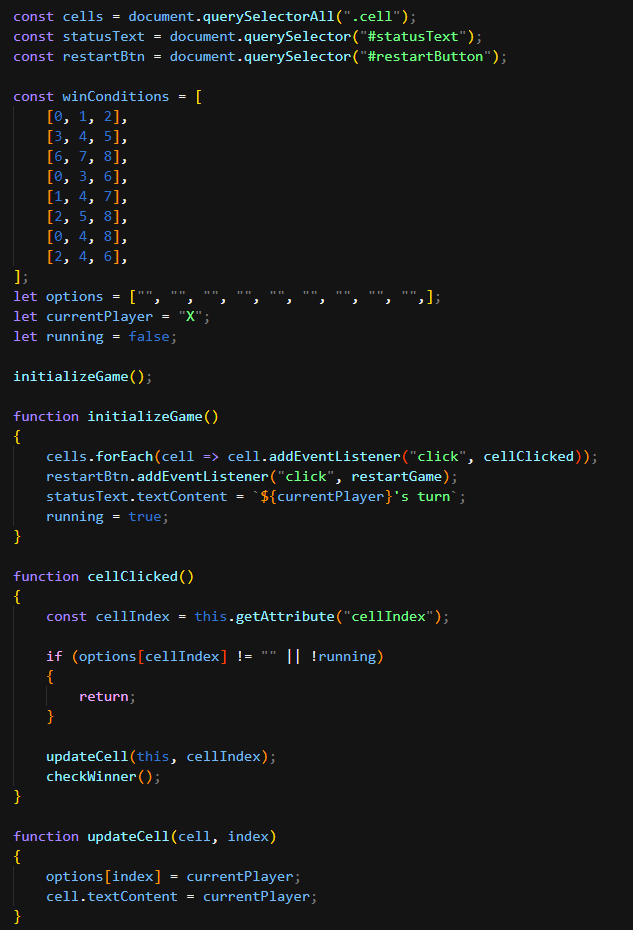 const cells = document.querySelectorAll(".cell");
const statusText = document.querySelector("#statusText");
const restartBtn = document.querySelector("#restartButton");

const winConditions = [
    [0, 1, 2],
    [3, 4, 5],
    [6, 7, 8],
    [0, 3, 6],
    [1, 4, 7],
    [2, 5, 8],
    [0, 4, 8],
    [2, 4, 6],
];
let options = ["", "", "", "", "", "", "", "", "",];
let currentPlayer = "X";
let running = false;

initializeGame();

function initializeGame()
{
    cells.forEach(cell => cell.addEventListener("click", cellClicked));
    restartBtn.addEventListener("click", restartGame);
    statusText.textContent = `${currentPlayer}'s turn`;
    running = true;
}

function cellClicked()
{
    const cellIndex = this.getAttribute("cellIndex");

    if (options[cellIndex] != "" || !running)
    {
        return;
    }

    updateCell(this, cellIndex);
    checkWinner();
}

function updateCell(cell, index)
{
    options[index] = currentPlayer;
    cell.textContent = currentPlayer;
}